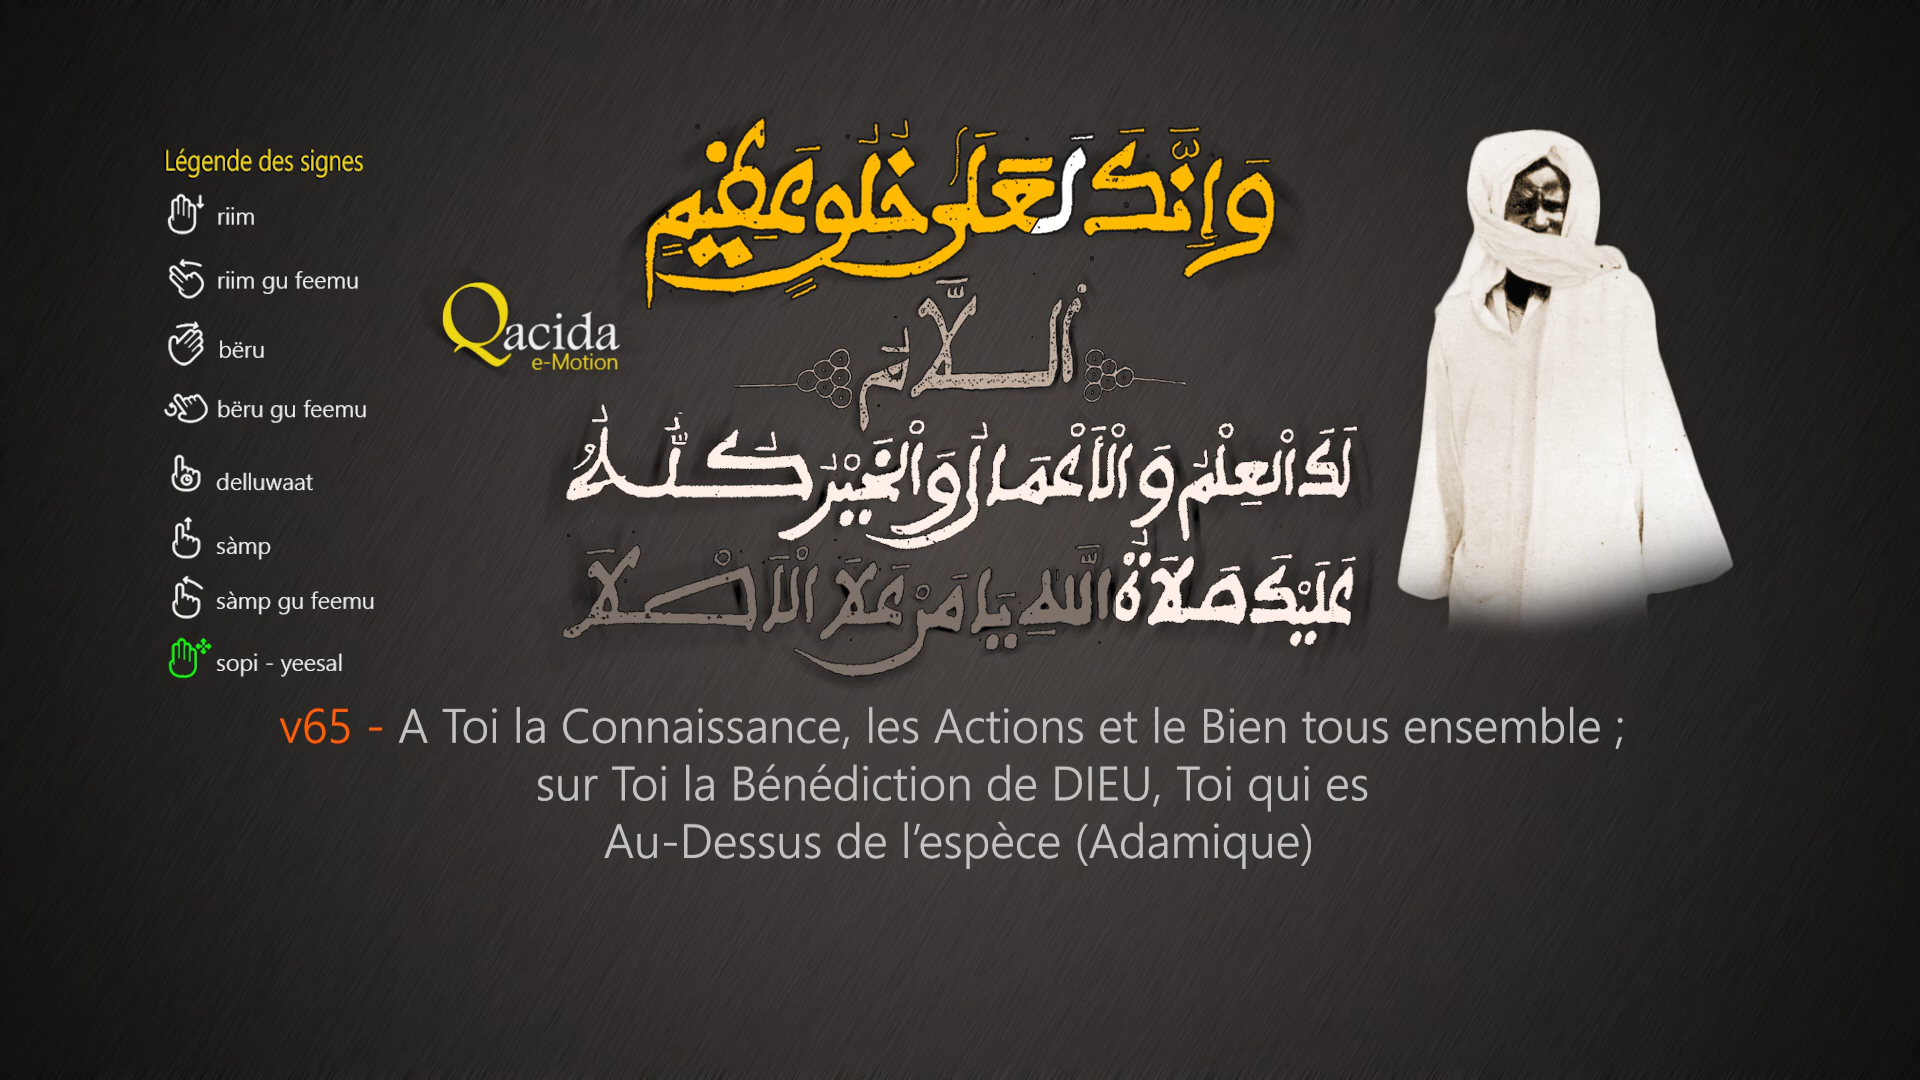 Légende des signes
riim
riim gu feemu
bëru
bëru gu feemu
delluwaat
sàmp
sàmp gu feemu
sopi - yeesal
Qacida
e-Motion
وَإِنَّكَ لَعَلَىٰ خُلُقٍ عَظِيمٍ
اللَّام
لَكَ الْعِلْمُ وَالْأَعْمَالُ وَالْخَيْرُ كُلُّهُ
عَلَيْكَ صَلَاةُ اللَّهِ يَا مَنْ عَلَا الْأَصْلَا
v65 - A Toi la Connaissance, les Actions et le Bien tous ensemble ;
sur Toi la Bénédiction de DIEU, Toi qui es
Au-Dessus de l’espèce (Adamique)